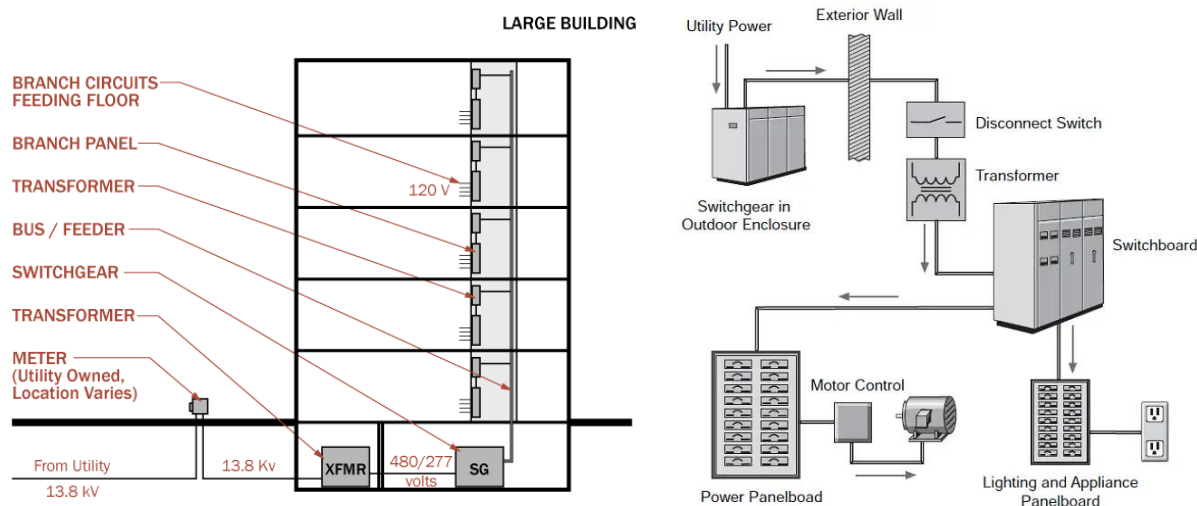 LARGE BUILDING
BRANCH CIRCUITS
FEEDING FLOOR
BRANCH PANEL
TRANSFORMER
BUS / FEEDER
SWITCHGEAR
TRANSFORMER
METER
(Utility Owned,
Location Varies)
120 V
From Utility
13.8 kV
13.8 Kv
XFMR
480/277
volts
SG
Utility Power
Exterior Wall
Disconnect Switch
Transformer
Switchgear in
Outdoor Enclosure
Switchboard
Motor Control
Power Panelboad
Lighting and Appliance
Panelboard